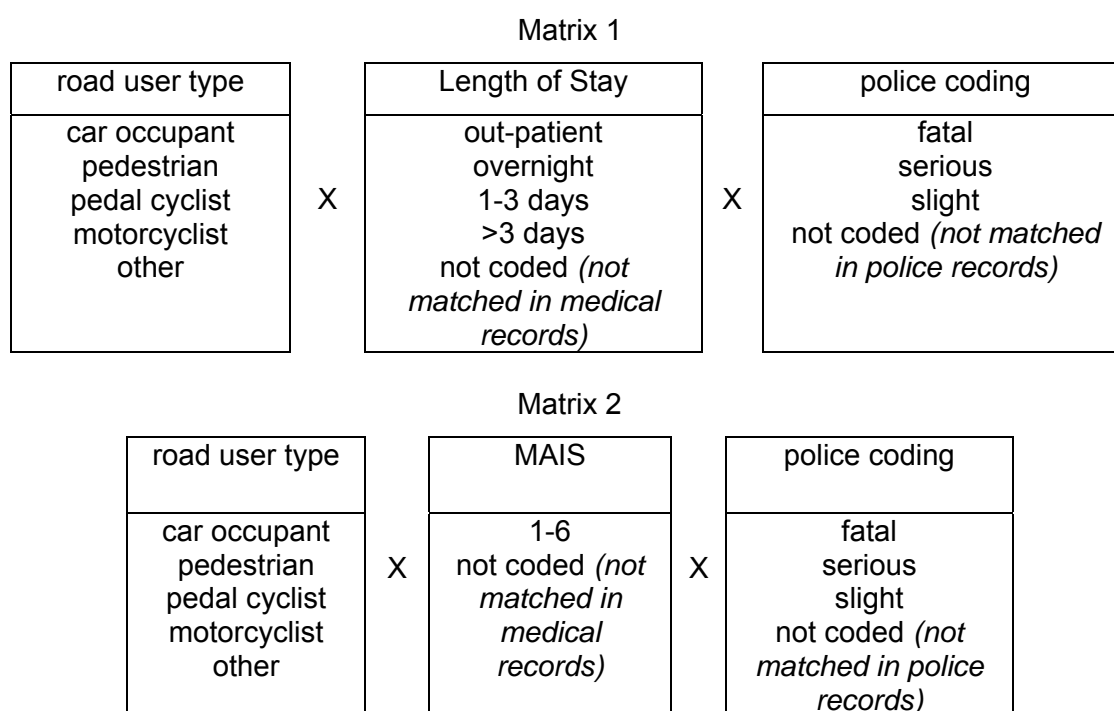 Matrix 1
road user type
car occupant
pedestrian
pedal cyclist
motorcyclist
other
X
Length of Stay
out-patient
overnight
1-3 days
>3 days
not coded (not
matched in medical
records)
X
police coding
fatal
serious
slight
not coded (not matched
in police records)
Matrix 2
road user type
car occupant
pedestrian
pedal cyclist
motorcyclist
other
X
MAIS
1-6
not coded (not
matched in
medical
records)
X
police coding
fatal
serious
slight
not coded (not
matched in police
records)